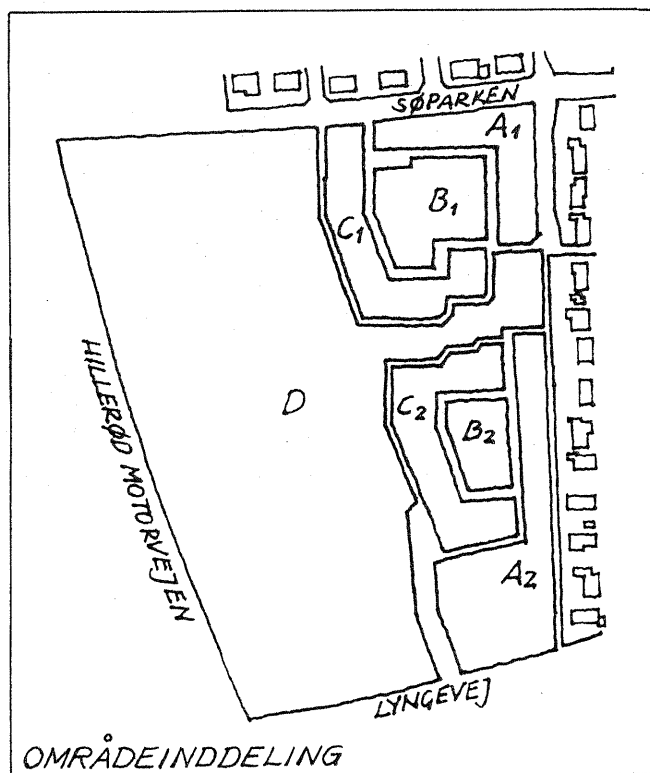 SØPARKEN
A1
B1
C1
HILLERØD MOTORVEJEN
D
C2
B2
A2
LYNGEVEJ
OMRÅDEINDDELING